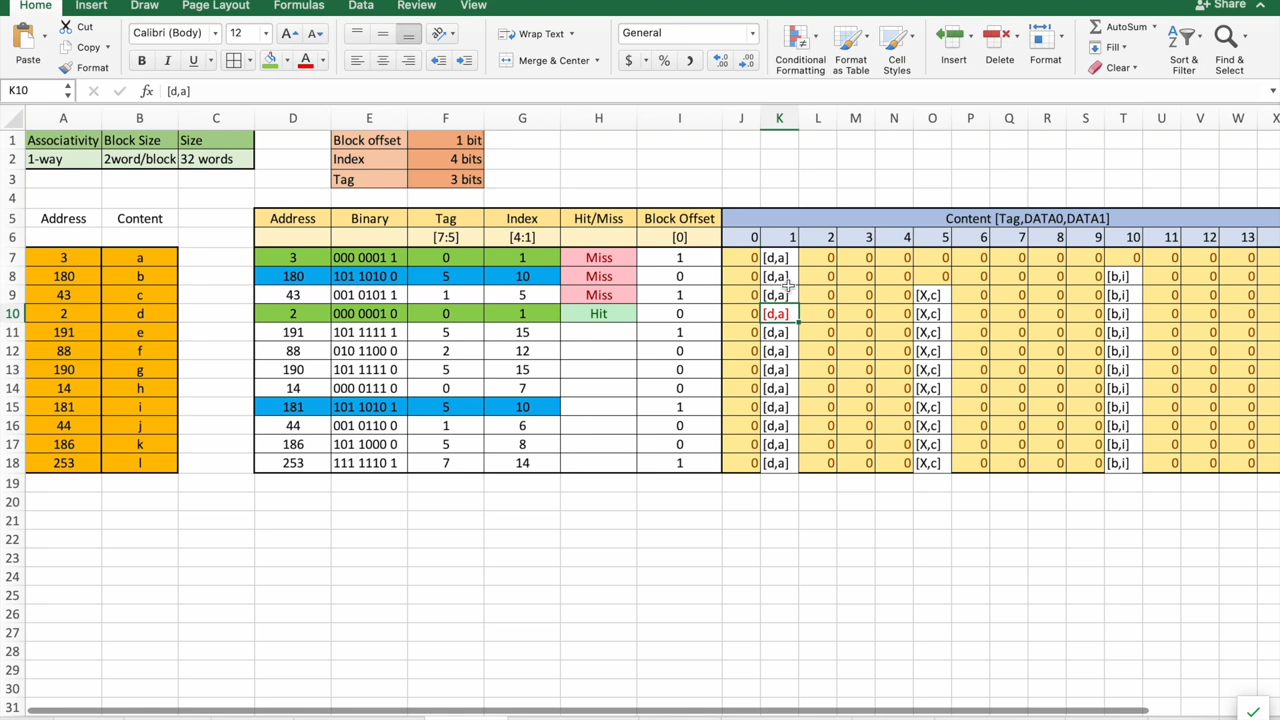 Home Insert Draw Page Layout Formulas Data Review View Share
Cut Calibri (Body) 12 A A Wrap Text General AutoSum
Copy Fill
Paste Format B I U A Merge & Center $ % Conditional Formatting Format as Table Cell Styles Insert Delete Format Clear Sort & Filter Find & Select
K10 fx [d,a]
A B C D E F G H I J K L M N O P Q R S T U V W X
1 Associativity Block Size Size Block offset 1 bit
2 1-way 2word/block 32 words Index 4 bits
3 Tag 3 bits
4
5 Address Content Address Binary Tag Index Hit/Miss Block Offset Content [Tag,DATA0,DATA1]
6 [7:5] [4:1] [0] 0 1 2 3 4 5 6 7 8 9 10 11 12 13
7 3 a 3 000 0001 1 0 1 Miss 1 0 [d,a] 0 0 0 0 0 0 0 0 0 0 0 0
8 180 b 180 101 1010 0 5 10 Miss 0 0 [d,a] 0 0 0 0 0 0 0 0 [b,i] 0 0 0
9 43 c 43 001 0101 1 1 5 Miss 1 0 [d,a] 0 0 0 [X,c] 0 0 0 0 [b,i] 0 0 0
10 2 d 2 000 0001 0 0 1 Hit 0 0 [d,a] 0 0 0 [X,c] 0 0 0 0 [b,i] 0 0 0
11 191 e 191 101 1111 1 5 15 1 0 [d,a] 0 0 0 [X,c] 0 0 0 0 [b,i] 0 0 0
12 88 f 88 010 1100 0 2 12 0 0 [d,a] 0 0 0 [X,c] 0 0 0 0 [b,i] 0 0 0
13 190 g 190 101 1111 0 5 15 0 0 [d,a] 0 0 0 [X,c] 0 0 0 0 [b,i] 0 0 0
14 14 h 14 000 0111 0 0 7 0 0 [d,a] 0 0 0 [X,c] 0 0 0 0 [b,i] 0 0 0
15 181 i 181 101 1010 1 5 10 1 0 [d,a] 0 0 0 [X,c] 0 0 0 0 [b,i] 0 0 0
16 44 j 44 001 0110 0 1 6 0 0 [d,a] 0 0 0 [X,c] 0 0 0 0 [b,i] 0 0 0
17 186 k 186 101 1000 0 5 8 0 0 [d,a] 0 0 0 [X,c] 0 0 0 0 [b,i] 0 0 0
18 253 l 253 111 1110 1 7 14 1 0 [d,a] 0 0 0 [X,c] 0 0 0 0 [b,i] 0 0 0
19
20
21
22
23
24
25
26
27
28
29
30
31